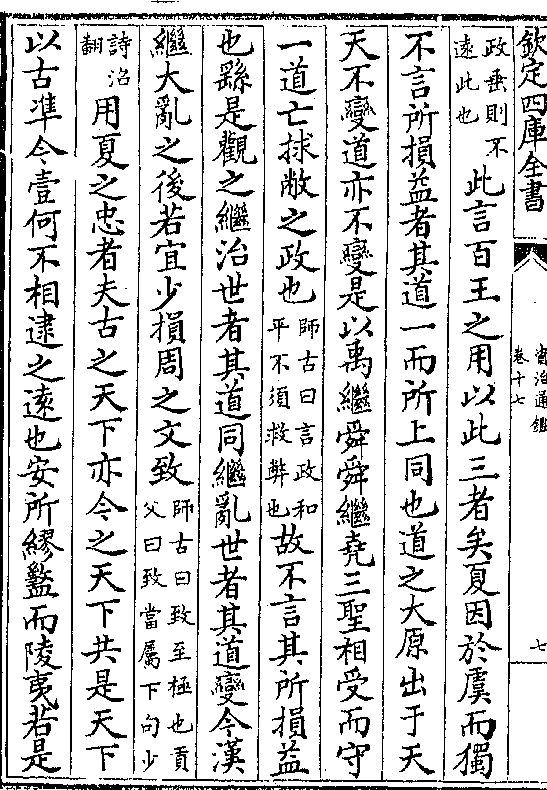 欽定四庫全書
資治通鑑
卷十七
七
政乖則不
遠此也
此言百王之用以此三者矣夏因於虞而獨
不言所損益者其道一而所上同也道之大原出于天
天不變道亦不變是以禹繼舜舜繼堯三聖相受而守
一道亡捄敝之政也
師古曰言政和
平不須救弊也
故不言其所損益
也繇是觀之繼治世者其道同繼亂世者其道變今漢
繼大亂之後若宜少損周之文致
師古曰致至極也貢
父曰致當屬下句少
詩沼
翻
用夏之忠者夫古之天下亦今之天下共是天下
以古凖今壹何不相逮之遠也安所繆盭而陵夷若是